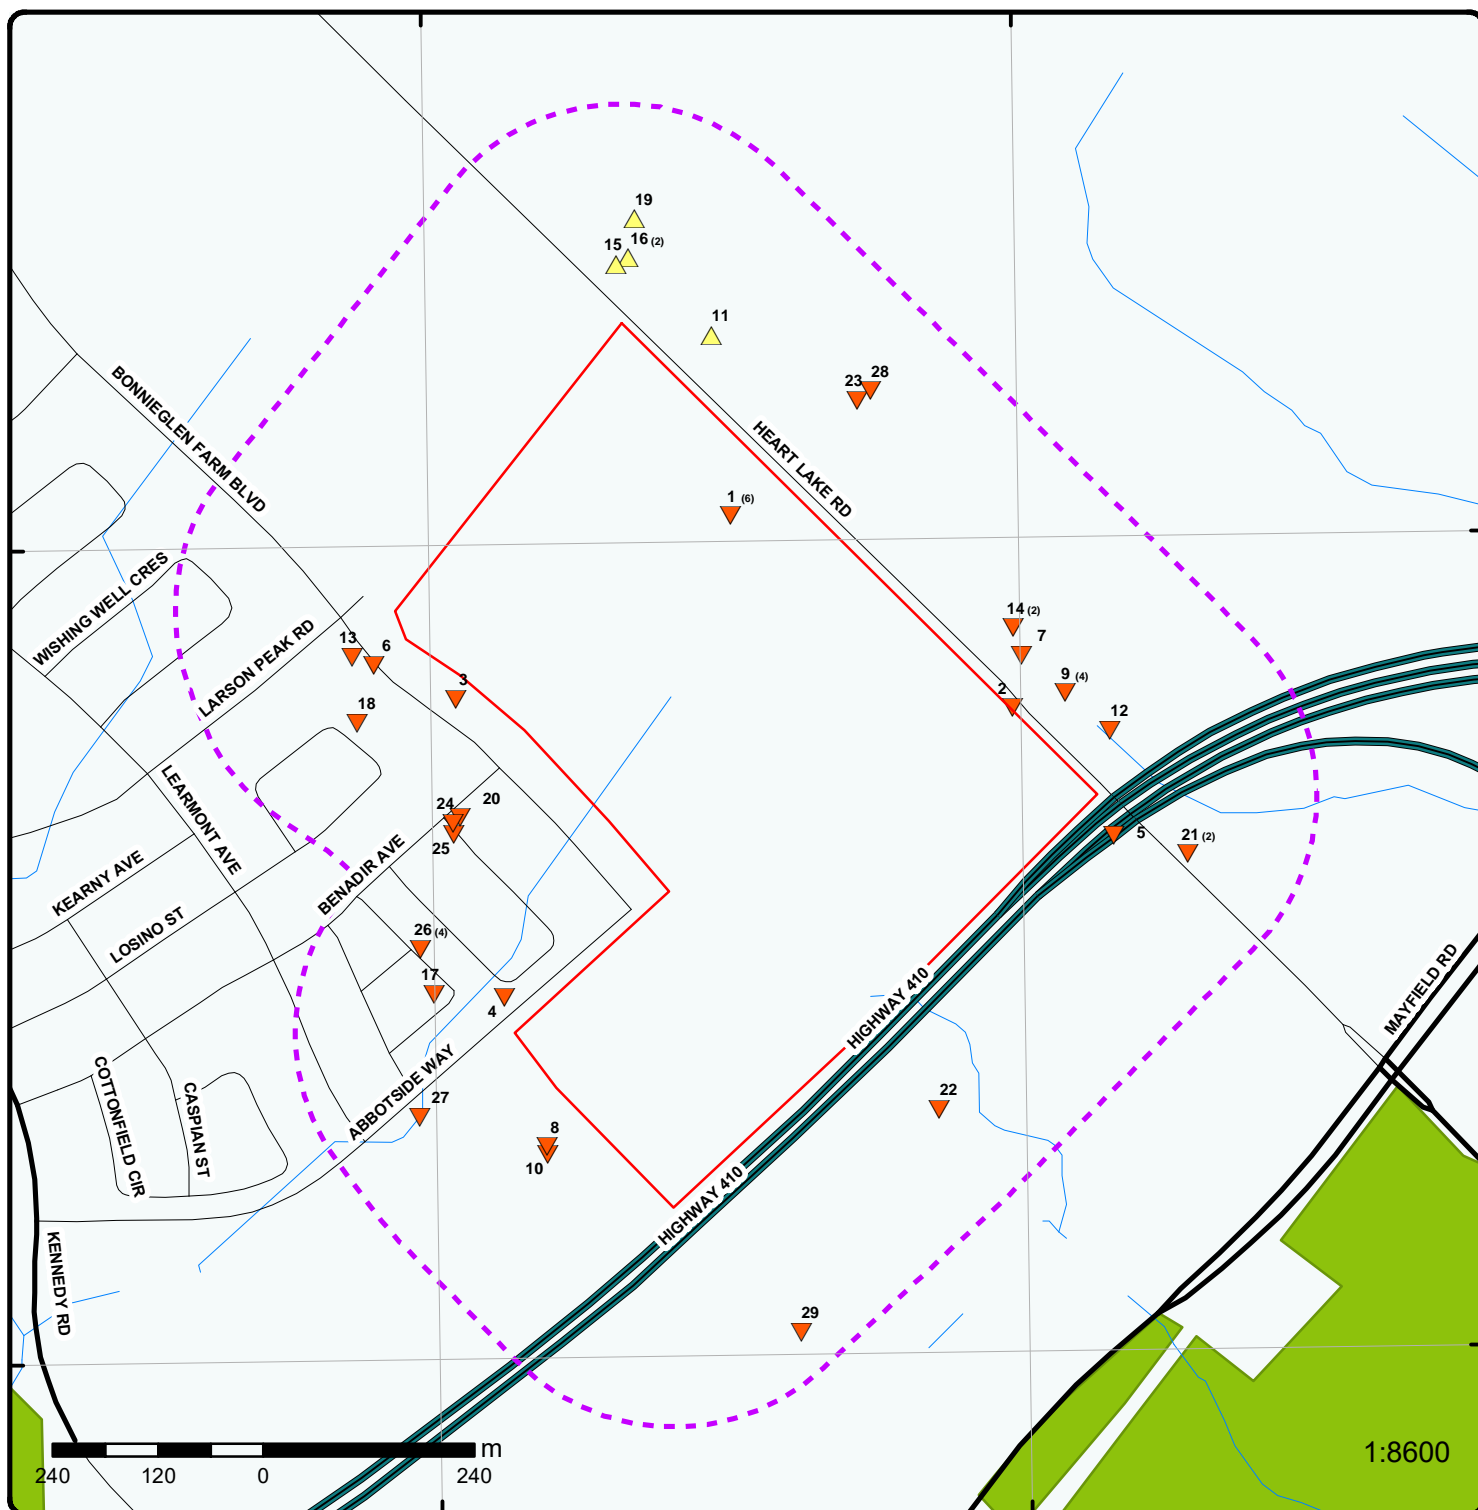 19
15
16 (2)
11
28
23
BONNIEGLEN FARM BLVD
HEART LAKE RD
1 (6)
WISHING WELL CRES
14 (2)
LARSON PEAK RD
13
6
7
3
2
9 (4)
18
12
LEARMONT AVE
24
20
25
5
21 (2)
KEARNY AVE
BENADIR AVE
LOSINO ST
26 (4)
17
4
HIGHWAY 410
MAYFIELD RD
COTTONFIELD CIR
CASPIAN ST
ABBOTSIDE WAY
27
22
8
10
HIGHWAY 410
KENNEDY RD
29
m
240
120
0
240
1:8600